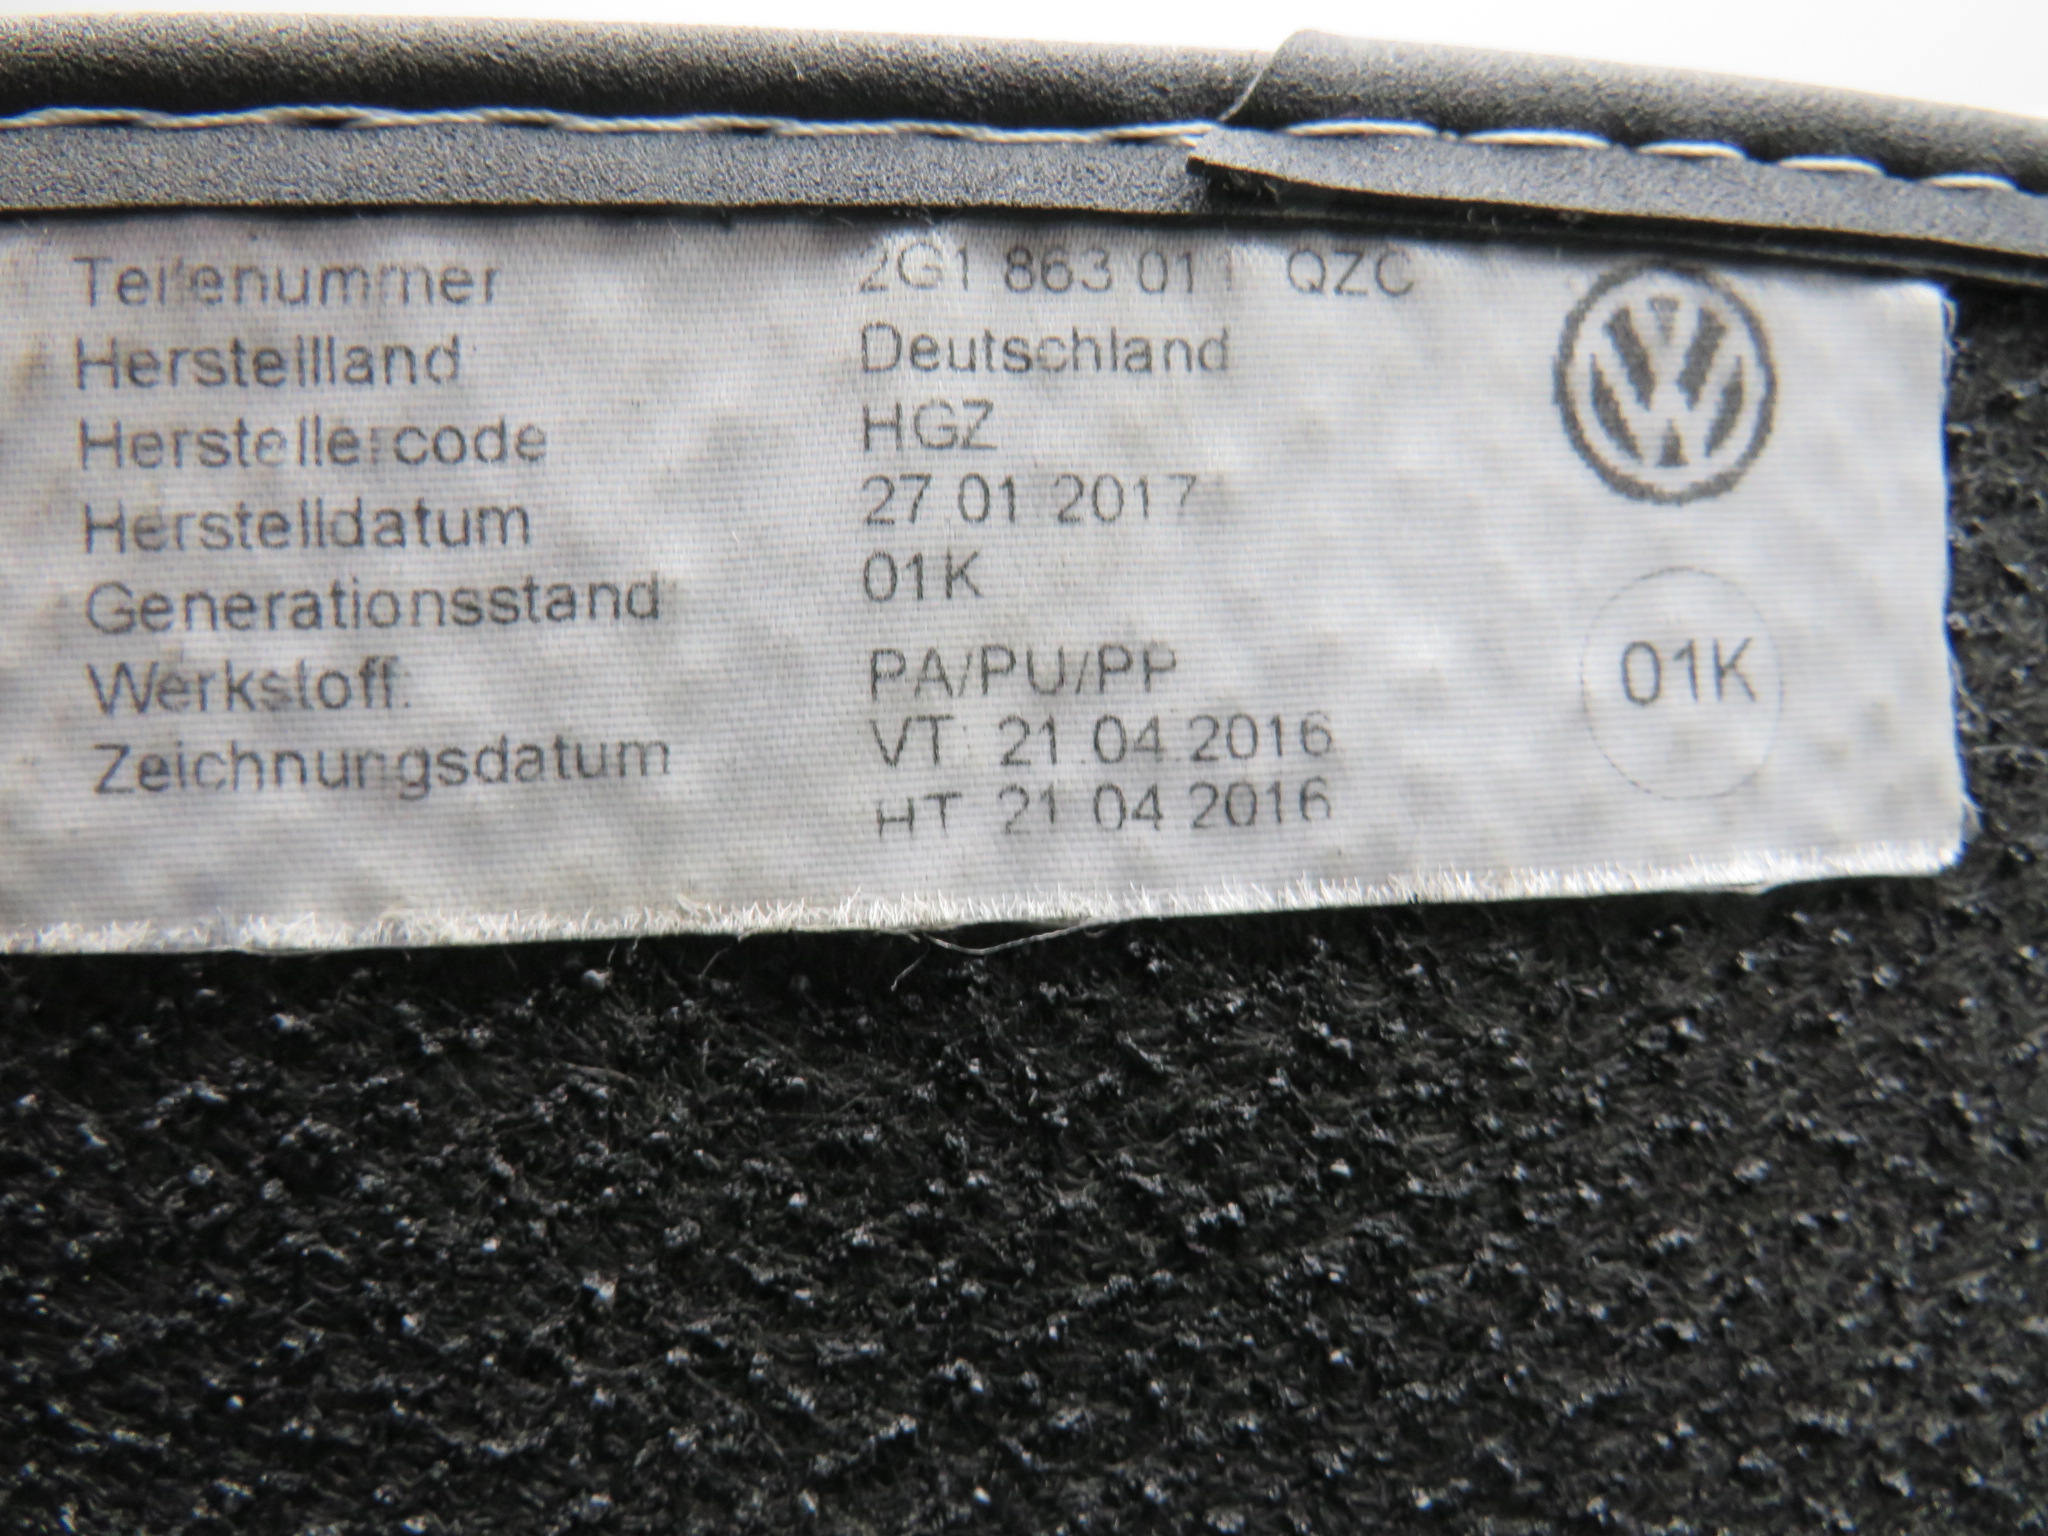 Teilenummer 2G1 863 011 QZC
Herstellland Deutschland
Herstellercode HGZ
Herstelldatum 27 01 2017
Generationsstand 01K
Werkstoff: PA/PU/PP
Zeichnungsdatum VT: 21.04.2016
HT 21 04 2016
01K